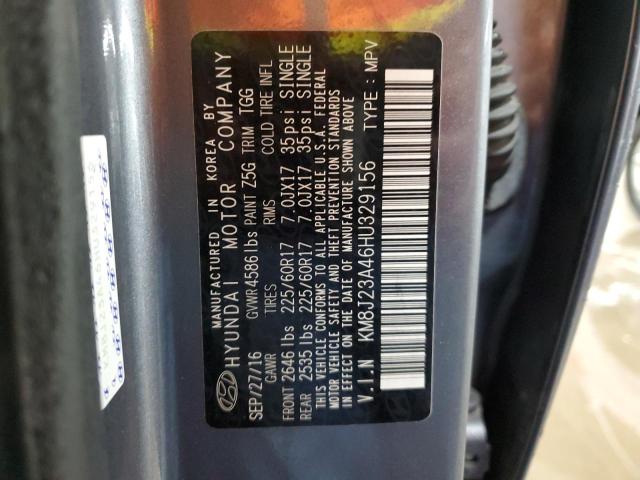 MANUFACTURED IN KOREA BY
HYUNDAI MOTOR COMPANY
SEP/27/16 GVWR 4586 lbs PAINT Z5G TRIM TGG
GAWR TIRES RIMS COLD TIRE INFL
FRONT 2646 lbs 225/60R17 7.0JX17 35psi SINGLE
REAR 2535 lbs 225/60R17 7.0JX17 35psi SINGLE
THIS VEHICLE CONFORMS TO ALL APPLICABLE U.S.A. FEDERAL
MOTOR VEHICLE SAFETY AND THEFT PREVENTION STANDARDS
IN EFFECT ON THE DATE OF MANUFACTURE SHOWN ABOVE
V.I.N KM8J23A46HU329156 TYPE : MPV